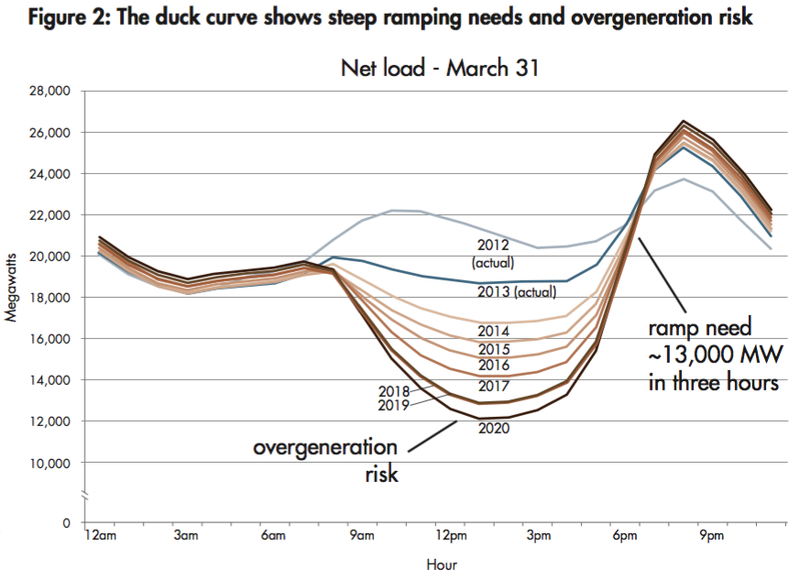 Figure 2: The duck curve shows steep ramping needs and overgeneration risk
Net load - March 31
Megawatts
28,000
26,000
24,000
22,000
20,000
18,000
16,000
14,000
12,000
10,000
0
2012
(actual)
2013 (actual)
2014
2015
2016
2017
2018
2019
2020
ramp need
~13,000 MW
in three hours
overgeneration
risk
12am 3am 6am 9am 12pm 3pm 6pm 9pm
Hour